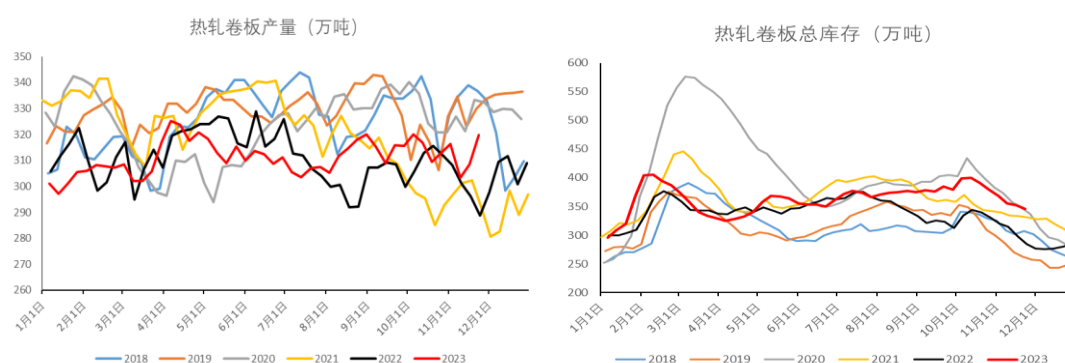 热轧卷板产量（万吨）
350
340
330
320
310
300
290
280
270
260
1月1日
2月1日
3月1日
4月1日
5月1日
6月1日
7月1日
8月1日
9月1日
10月1日
11月1日
12月1日
2018
2019
2020
2021
2022
2023
热轧卷板总库存（万吨）
600
550
500
450
400
350
300
250
200
1月1日
2月1日
3月1日
4月1日
5月1日
6月1日
7月1日
8月1日
9月1日
10月1日
11月1日
12月1日
2018
2019
2020
2021
2022
2023